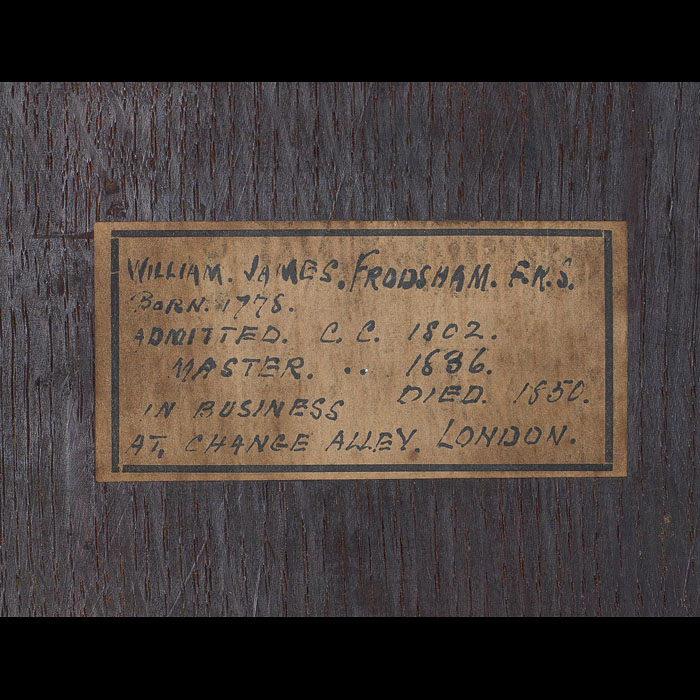 WILLIAM. JAMES. FRODSHAM. F.R.S.
BORN. 1778.
ADMITTED. C. C. 1802.
MASTER. .. 1836.
DIED. 1850.
IN BUSINESS
AT, CHANGE ALLEY. LONDON.